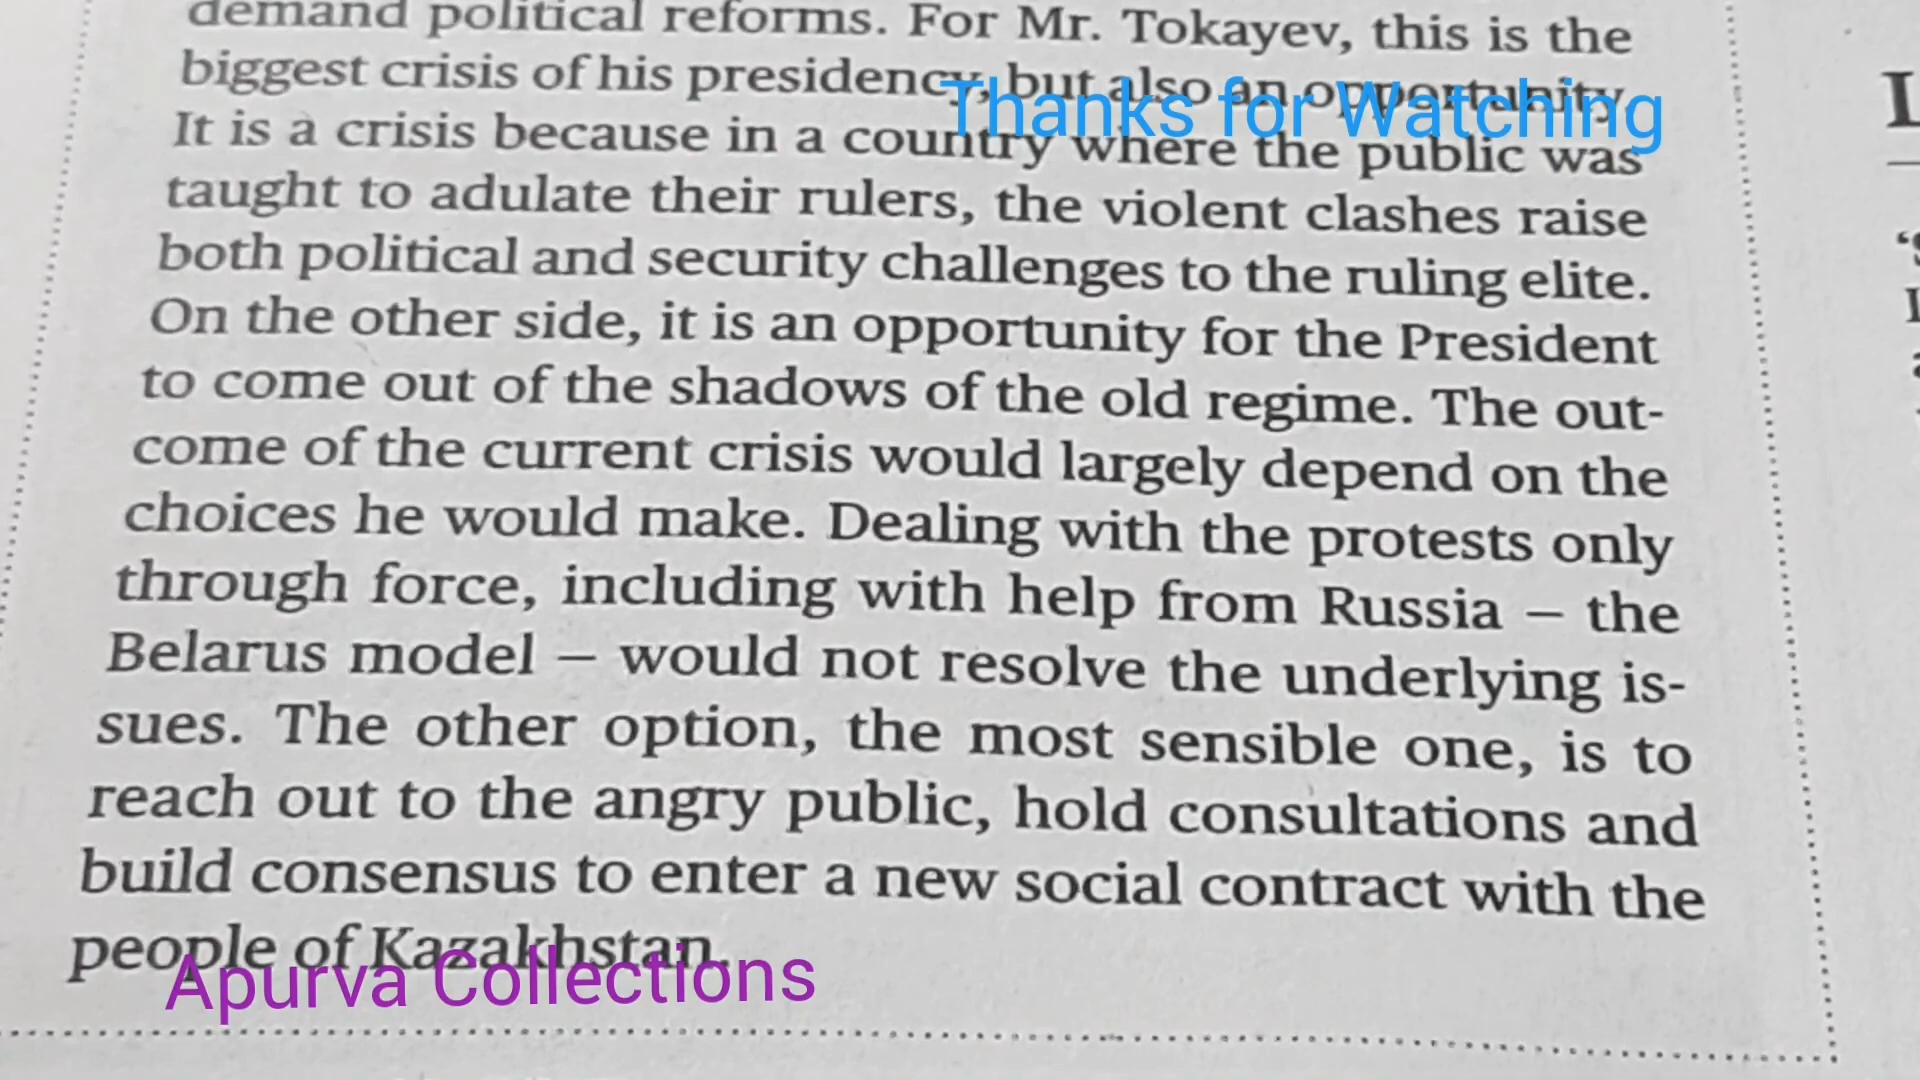 demand political reforms. For Mr. Tokayev, this is the
biggest crisis of his presidency, but also an opportunity.
Thanks for Watching
It is a crisis because in a country where the public was
taught to adulate their rulers, the violent clashes raise
both political and security challenges to the ruling elite.
On the other side, it is an opportunity for the President
to come out of the shadows of the old regime. The out-
come of the current crisis would largely depend on the
choices he would make. Dealing with the protests only
through force, including with help from Russia – the
Belarus model – would not resolve the underlying is-
sues. The other option, the most sensible one, is to
reach out to the angry public, hold consultations and
build consensus to enter a new social contract with the
people of Kazakhstan.
Apurva Collections